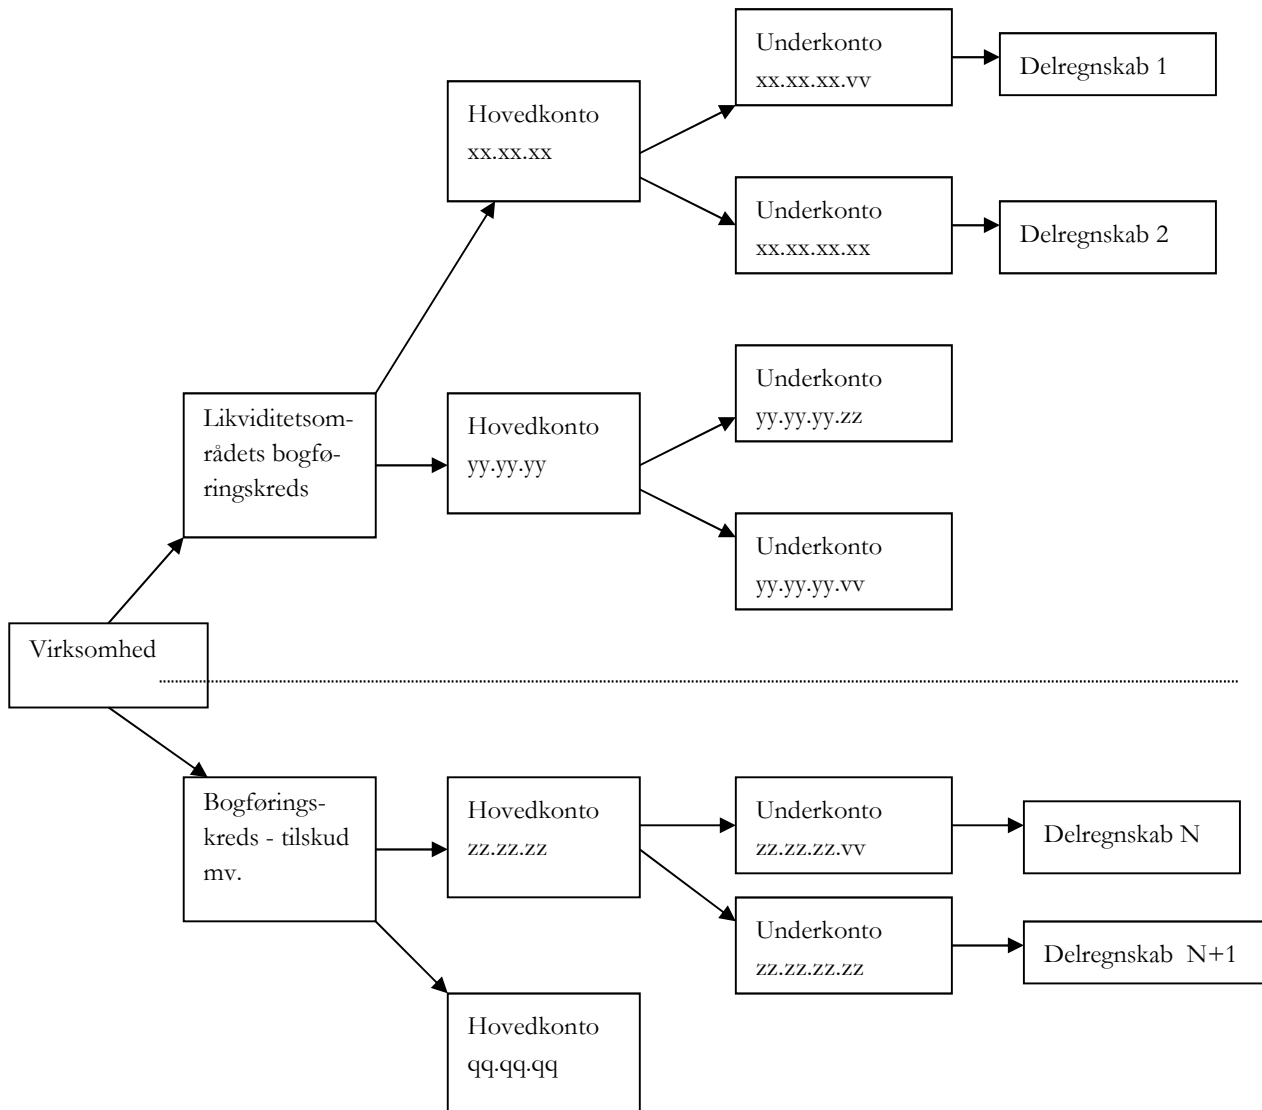 Underkonto
xx.xx.xx.vv
Delregnskab 1
Hovedkonto
xx.xx.xx
Underkonto
xx.xx.xx.xx
Delregnskab 2
Underkonto
yy.yy.yy.zz
Likviditetsom-
rådets bogfø-
ringskreds
Hovedkonto
yy.yy.yy
Underkonto
yy.yy.yy.vv
Virksomhed
Bogførings-
kreds - tilskud
mv.
Hovedkonto
zz.zz.zz
Underkonto
zz.zz.zz.vv
Delregnskab N
Underkonto
zz.zz.zz.zz
Delregnskab  N+1
Hovedkonto
qq.qq.qq